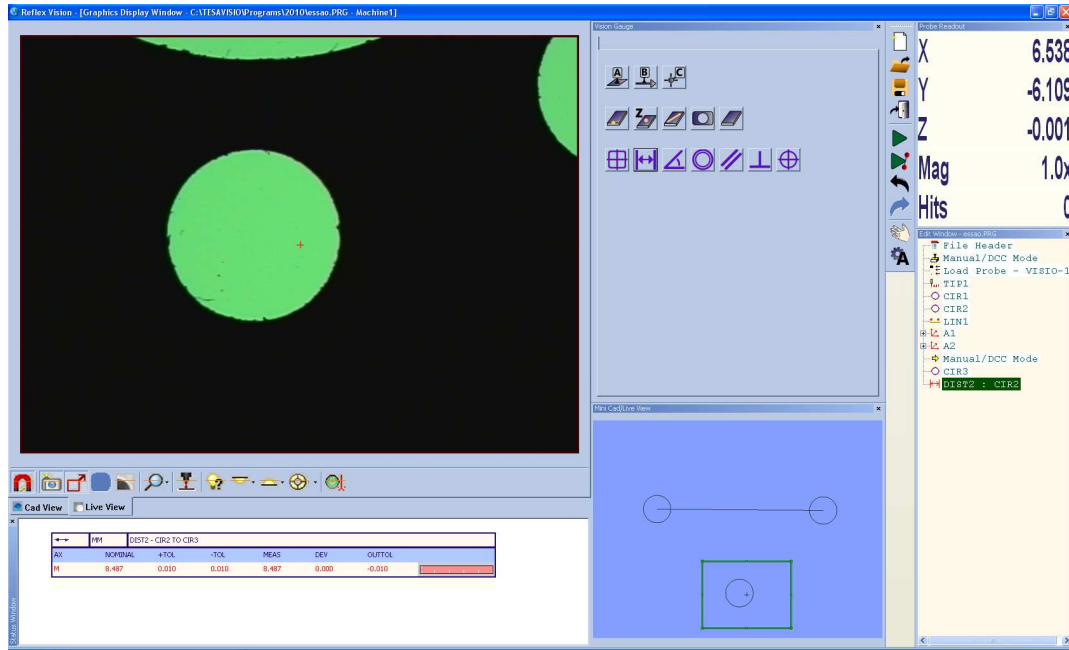 Reflex Vision - [Graphics Display Window - C:\TESAVISIO\Programs\2010\essao.PRG - Machine1]
Vision Gauge
A B C
Z
Probe Readout
X 6.538
Y -6.109
Z -0.001
Mag 1.0x
Hits 0
A
Edit Window - essao.PRG
File Header
Manual/DCC Mode
Load Probe - VISIO-1
TIP1
CIR1
CIR2
LIN1
A1
A2
Manual/DCC Mode
CIR3
DIST2 : CIR2
Mini Cad/Live View
Cad View Live View
MM DIST2 - CIR2 TO CIR3
AX NOMINAL +TOL -TOL MEAS DEV OUTTOL
M 8.487 0.010 0.010 8.487 0.000 -0.010
Status Window